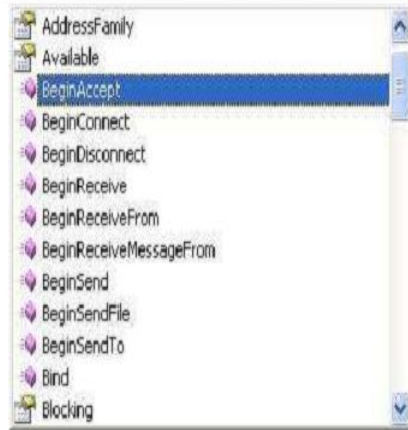 AddressFamily
Available
BeginAccept
BeginConnect
BeginDisconnect
BeginReceive
BeginReceiveFrom
BeginReceiveMessageFrom
BeginSend
BeginSendFile
BeginSendTo
Bind
Blocking